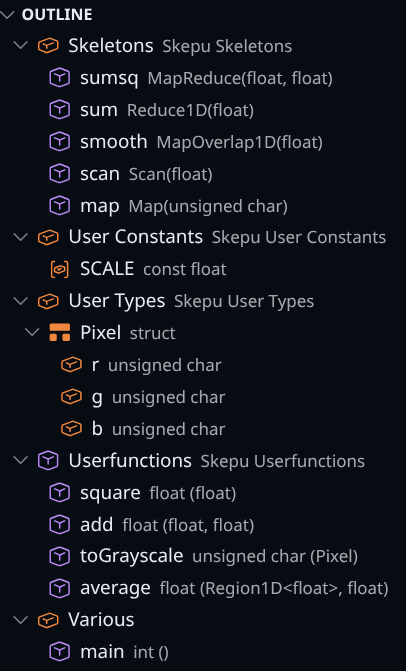 OUTLINE
Skeletons Skepu Skeletons
sumsq MapReduce(float, float)
sum Reduce1D(float)
smooth MapOverlap1D(float)
scan Scan(float)
map Map(unsigned char)
User Constants Skepu User Constants
SCALE const float
User Types Skepu User Types
Pixel struct
r unsigned char
g unsigned char
b unsigned char
Userfunctions Skepu Userfunctions
square float (float)
add float (float, float)
toGrayscale unsigned char (Pixel)
average float (Region1D<float>, float)
Various
main int ()